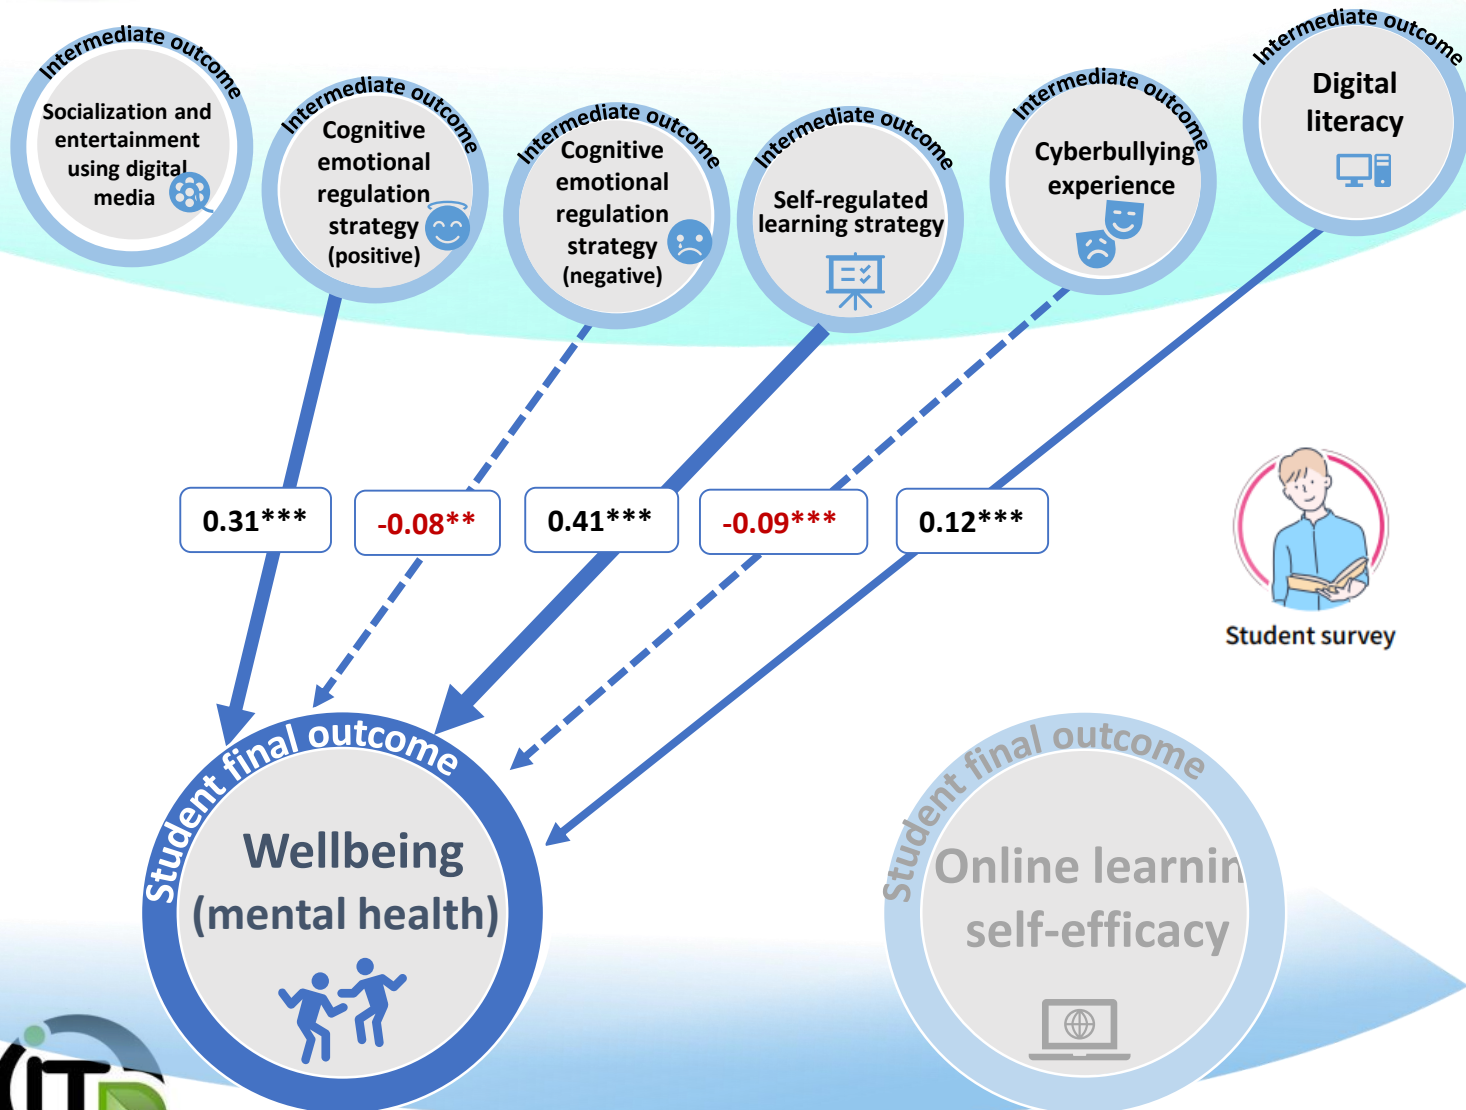 Intermediate outcome
Socialization and
entertainment
using digital
media
Intermediate outcome
Cognitive
emotional
regulation
strategy
(positive)
Intermediate outcome
Cognitive
emotional
regulation
strategy
(negative)
Intermediate outcome
Self-regulated
learning strategy
Intermediate outcome
Cyberbullying
experience
Intermediate outcome
Digital
literacy
0.31***
-0.08**
0.41***
-0.09***
0.12***
Student survey
Student final outcome
Wellbeing
(mental health)
Student final outcome
Online learnin
self-efficacy